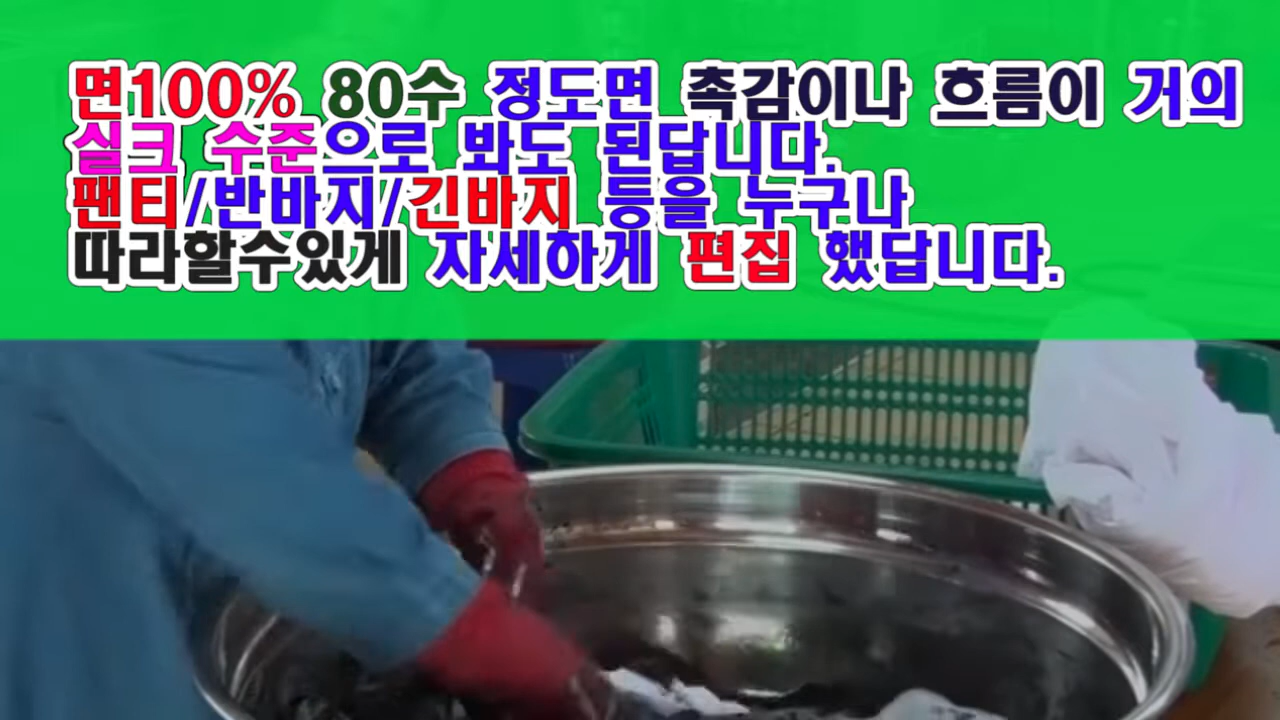 면100% 80수 정도면 촉감이나 흐름이 거의
실크 수준으로 봐도 된답니다.
팬티/반바지/긴바지 등을 누구나
따라할수있게 자세하게 편집 했답니다.